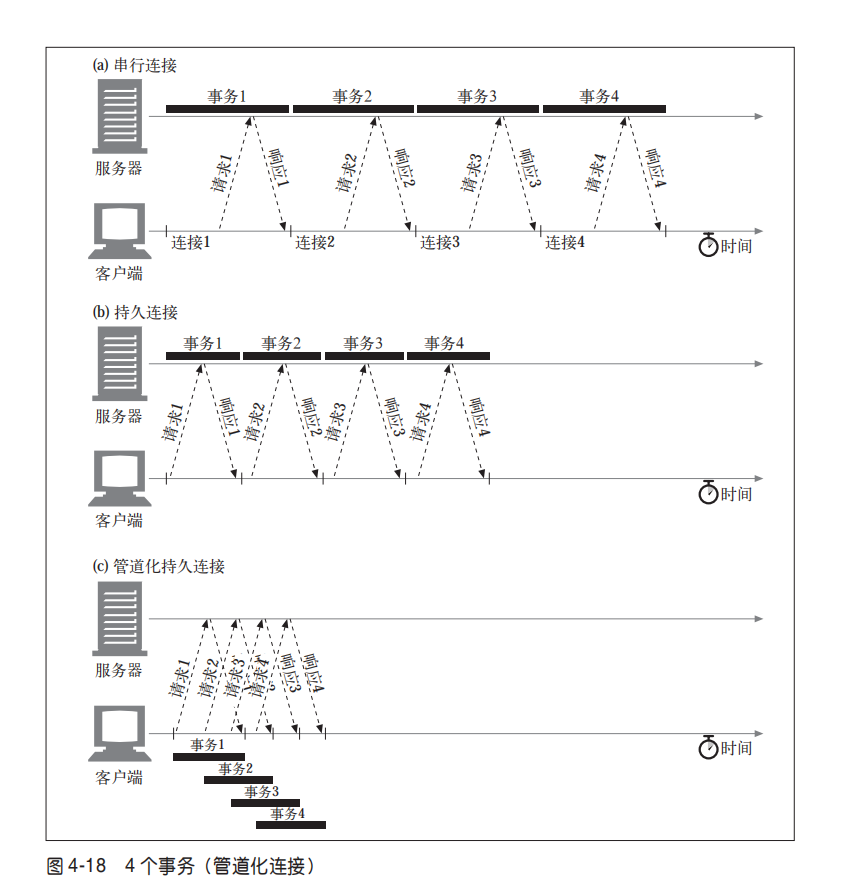 (a) 串行连接
事务1 事务2 事务3 事务4
服务器
请求1 响应1 请求2 响应2 请求3 响应3 请求4 响应4
连接1 连接2 连接3 连接4
时间
客户端
(b) 持久连接
事务1 事务2 事务3 事务4
服务器
请求1 响应1 请求2 响应2 请求3 响应3 请求4 响应4
时间
客户端
(c) 管道化持久连接
服务器
请求1 请求2 请求3 请求4 响应3 响应4
事务1
时间
客户端
事务2
事务3
事务4
图 4-18 4 个事务（管道化连接）